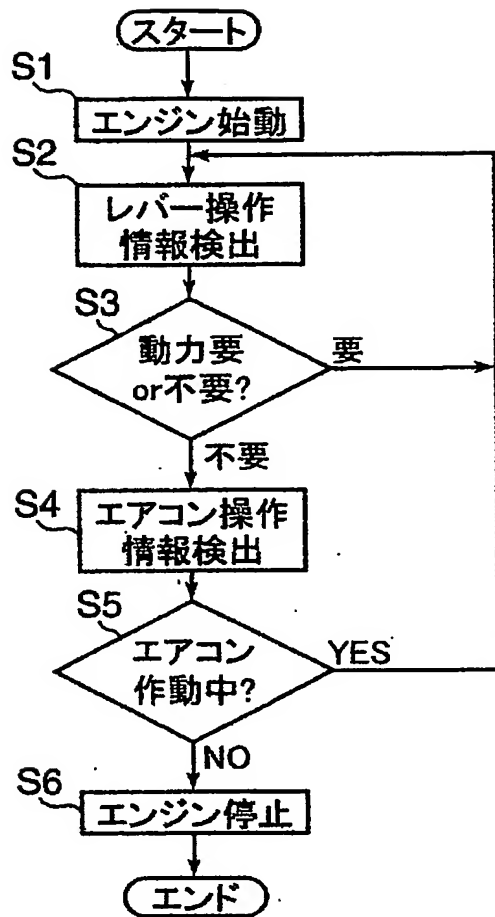 スタート
S1
エンジン始動
S2
レバー操作
情報検出
S3
動力要
or不要?
要
不要
S4
エアコン操作
情報検出
S5
エアコン
作動中?
YES
NO
S6
エンジン停止
エンド